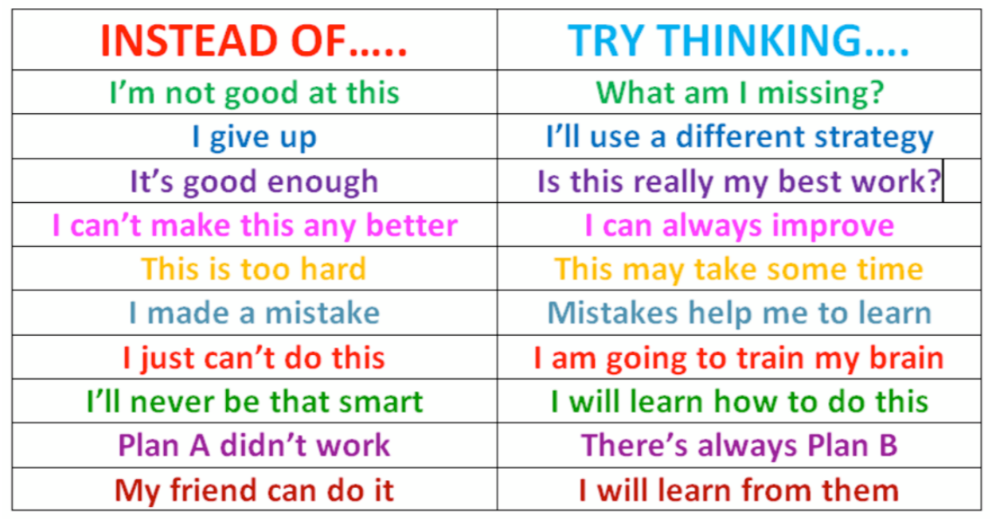 INSTEAD OF..... TRY THINKING....
I’m not good at this What am I missing?
I give up I’ll use a different strategy
It’s good enough Is this really my best work?
I can’t make this any better I can always improve
This is too hard This may take some time
I made a mistake Mistakes help me to learn
I just can’t do this I am going to train my brain
I’ll never be that smart I will learn how to do this
Plan A didn’t work There’s always Plan B
My friend can do it I will learn from them